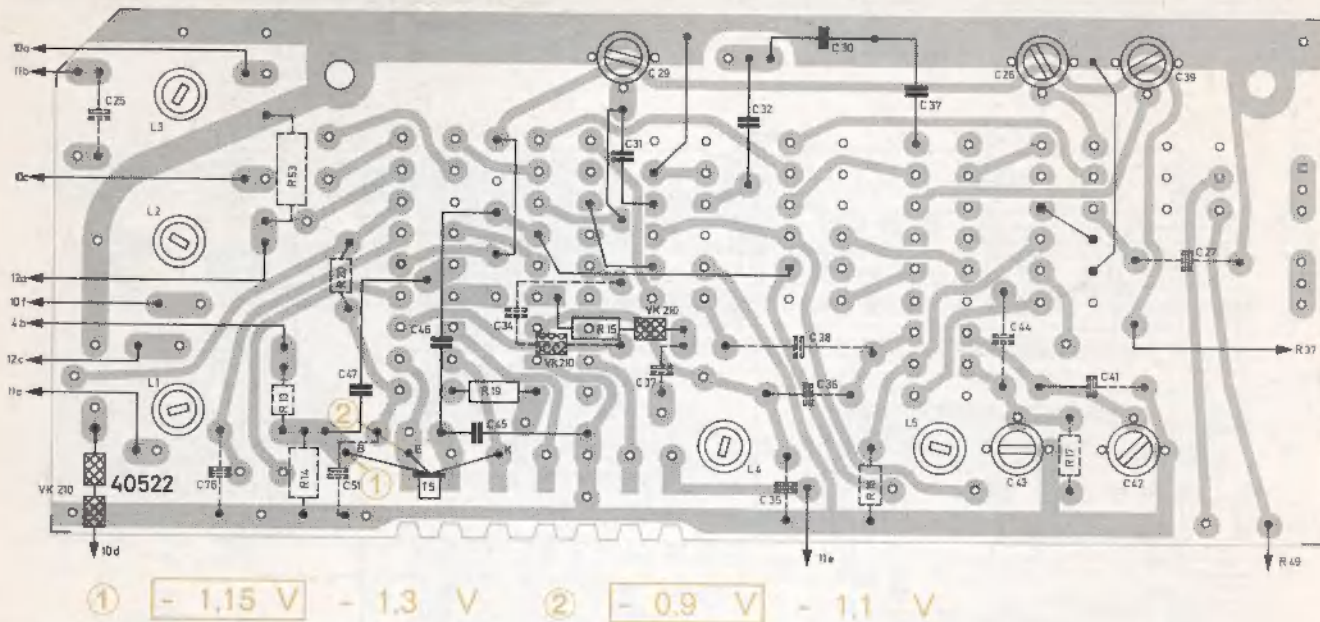 10a
11b
C25
L3
C29
C30
C26
C39
C32
C37
C31
10c
R53
L2
12a
R20
C27
10f
4b
C34
VK 210
R15
C46
C44
12c
VK210
C38
R37
11c
L1
R13
C47
C37
C36
C41
R19
②
C45
L5
B
E
K
L4
R17
VK 210
40522
C76
R14
C51
①
T5
C35
R16
C43
C42
10d
11e
R49
① - 1,15 V - 1,3 V ② - 0,9 V - 1,1 V